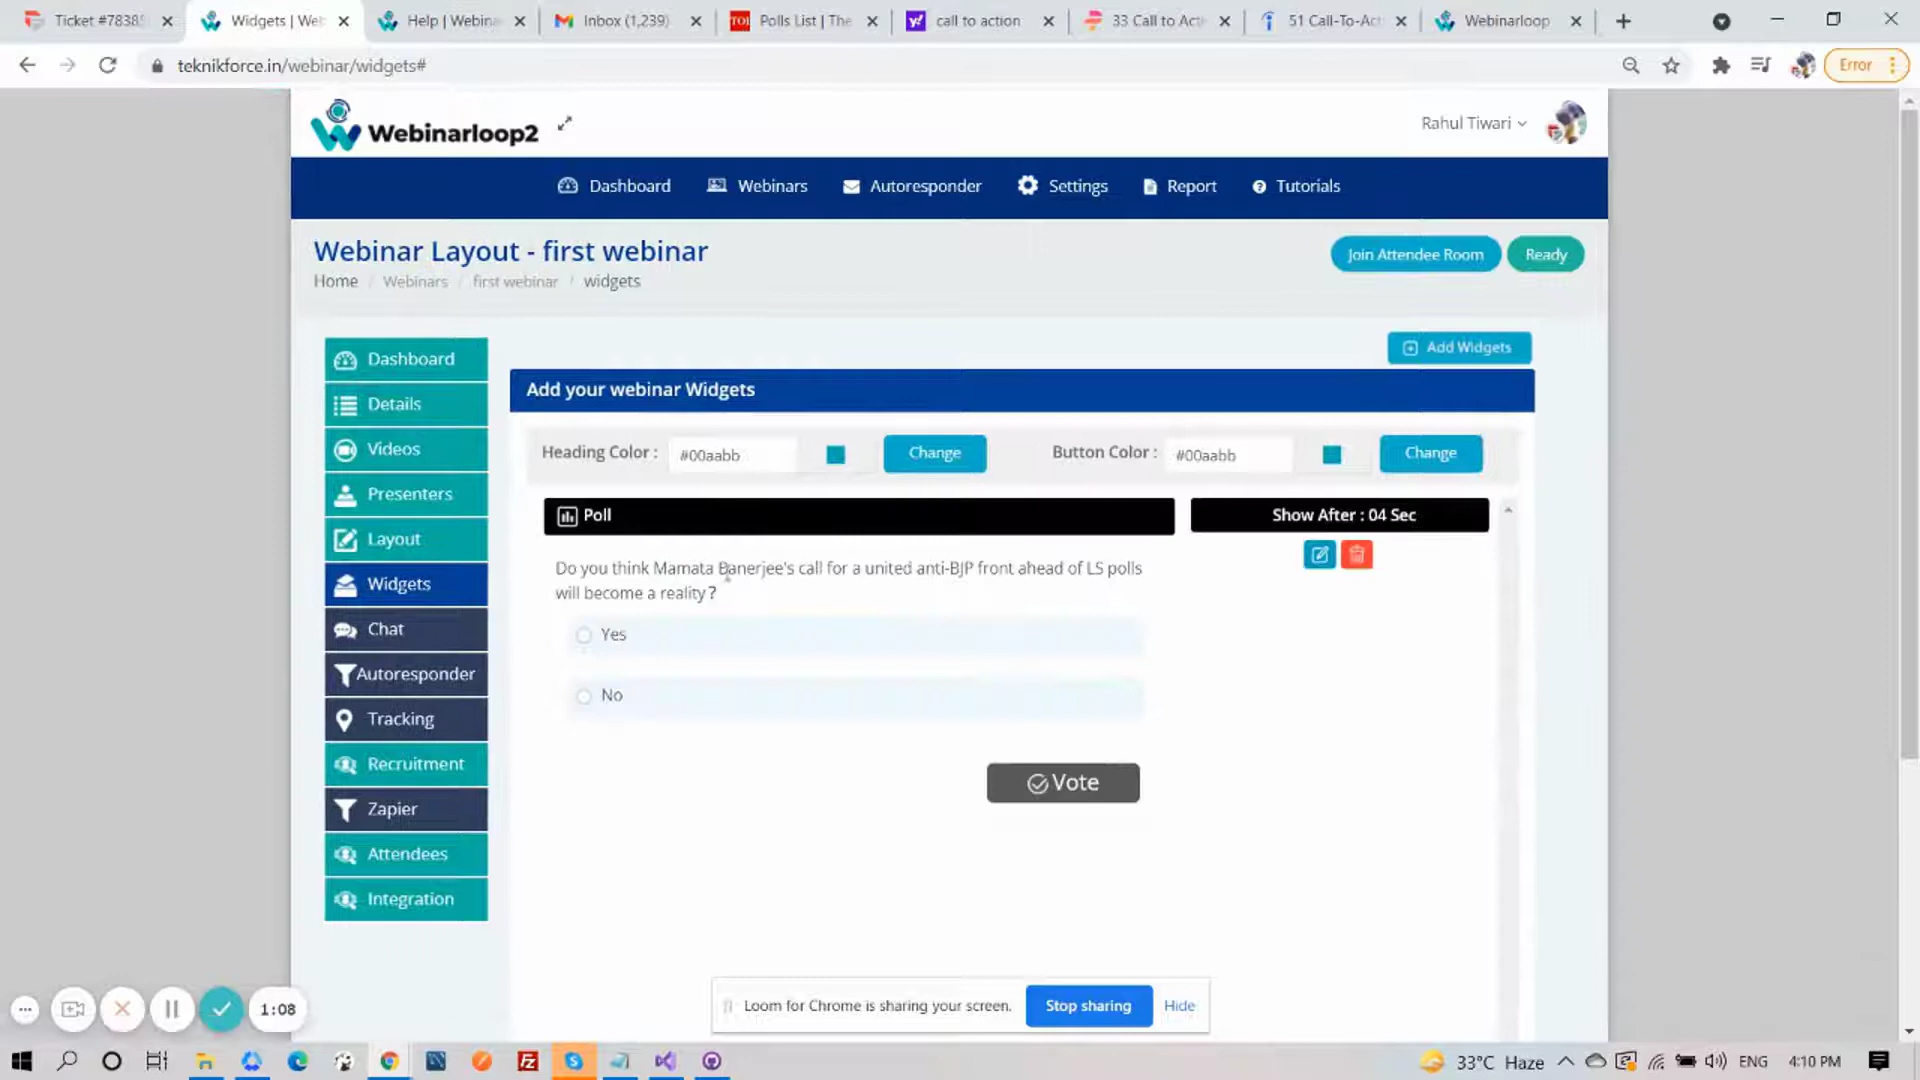 Ticket #7838
Widgets | Web
Help | Webina
Inbox (1,239)
Polls List | The
call to action
33 Call to Acti
51 Call-To-Act
Webinarloop
teknikforce.in/webinar/widgets#
Error
Webinarloop2
Rahul Tiwari
Dashboard
Webinars
Autoresponder
Settings
Report
Tutorials
Webinar Layout - first webinar
Join Attendee Room
Ready
Home / Webinars / first webinar / widgets
Add Widgets
Dashboard
Details
Videos
Presenters
Layout
Widgets
Chat
Autoresponder
Tracking
Recruitment
Zapier
Attendees
Integration
Add your webinar Widgets
Heading Color :
#00aabb
Change
Button Color :
#00aabb
Change
Poll
Show After : 04 Sec
Do you think Mamata Banerjee's call for a united anti-BJP front ahead of LS polls
will become a reality ?
Yes
No
Vote
1:08
Loom for Chrome is sharing your screen.
Stop sharing
Hide
33°C Haze
ENG
4:10 PM